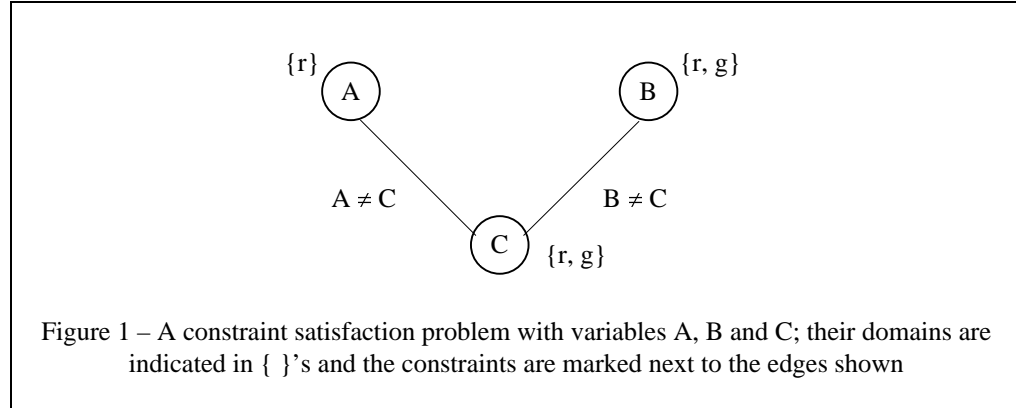 {r} A B {r, g}
A ≠ C B ≠ C
C {r, g}
Figure 1 – A constraint satisfaction problem with variables A, B and C; their domains are
indicated in { }'s and the constraints are marked next to the edges shown